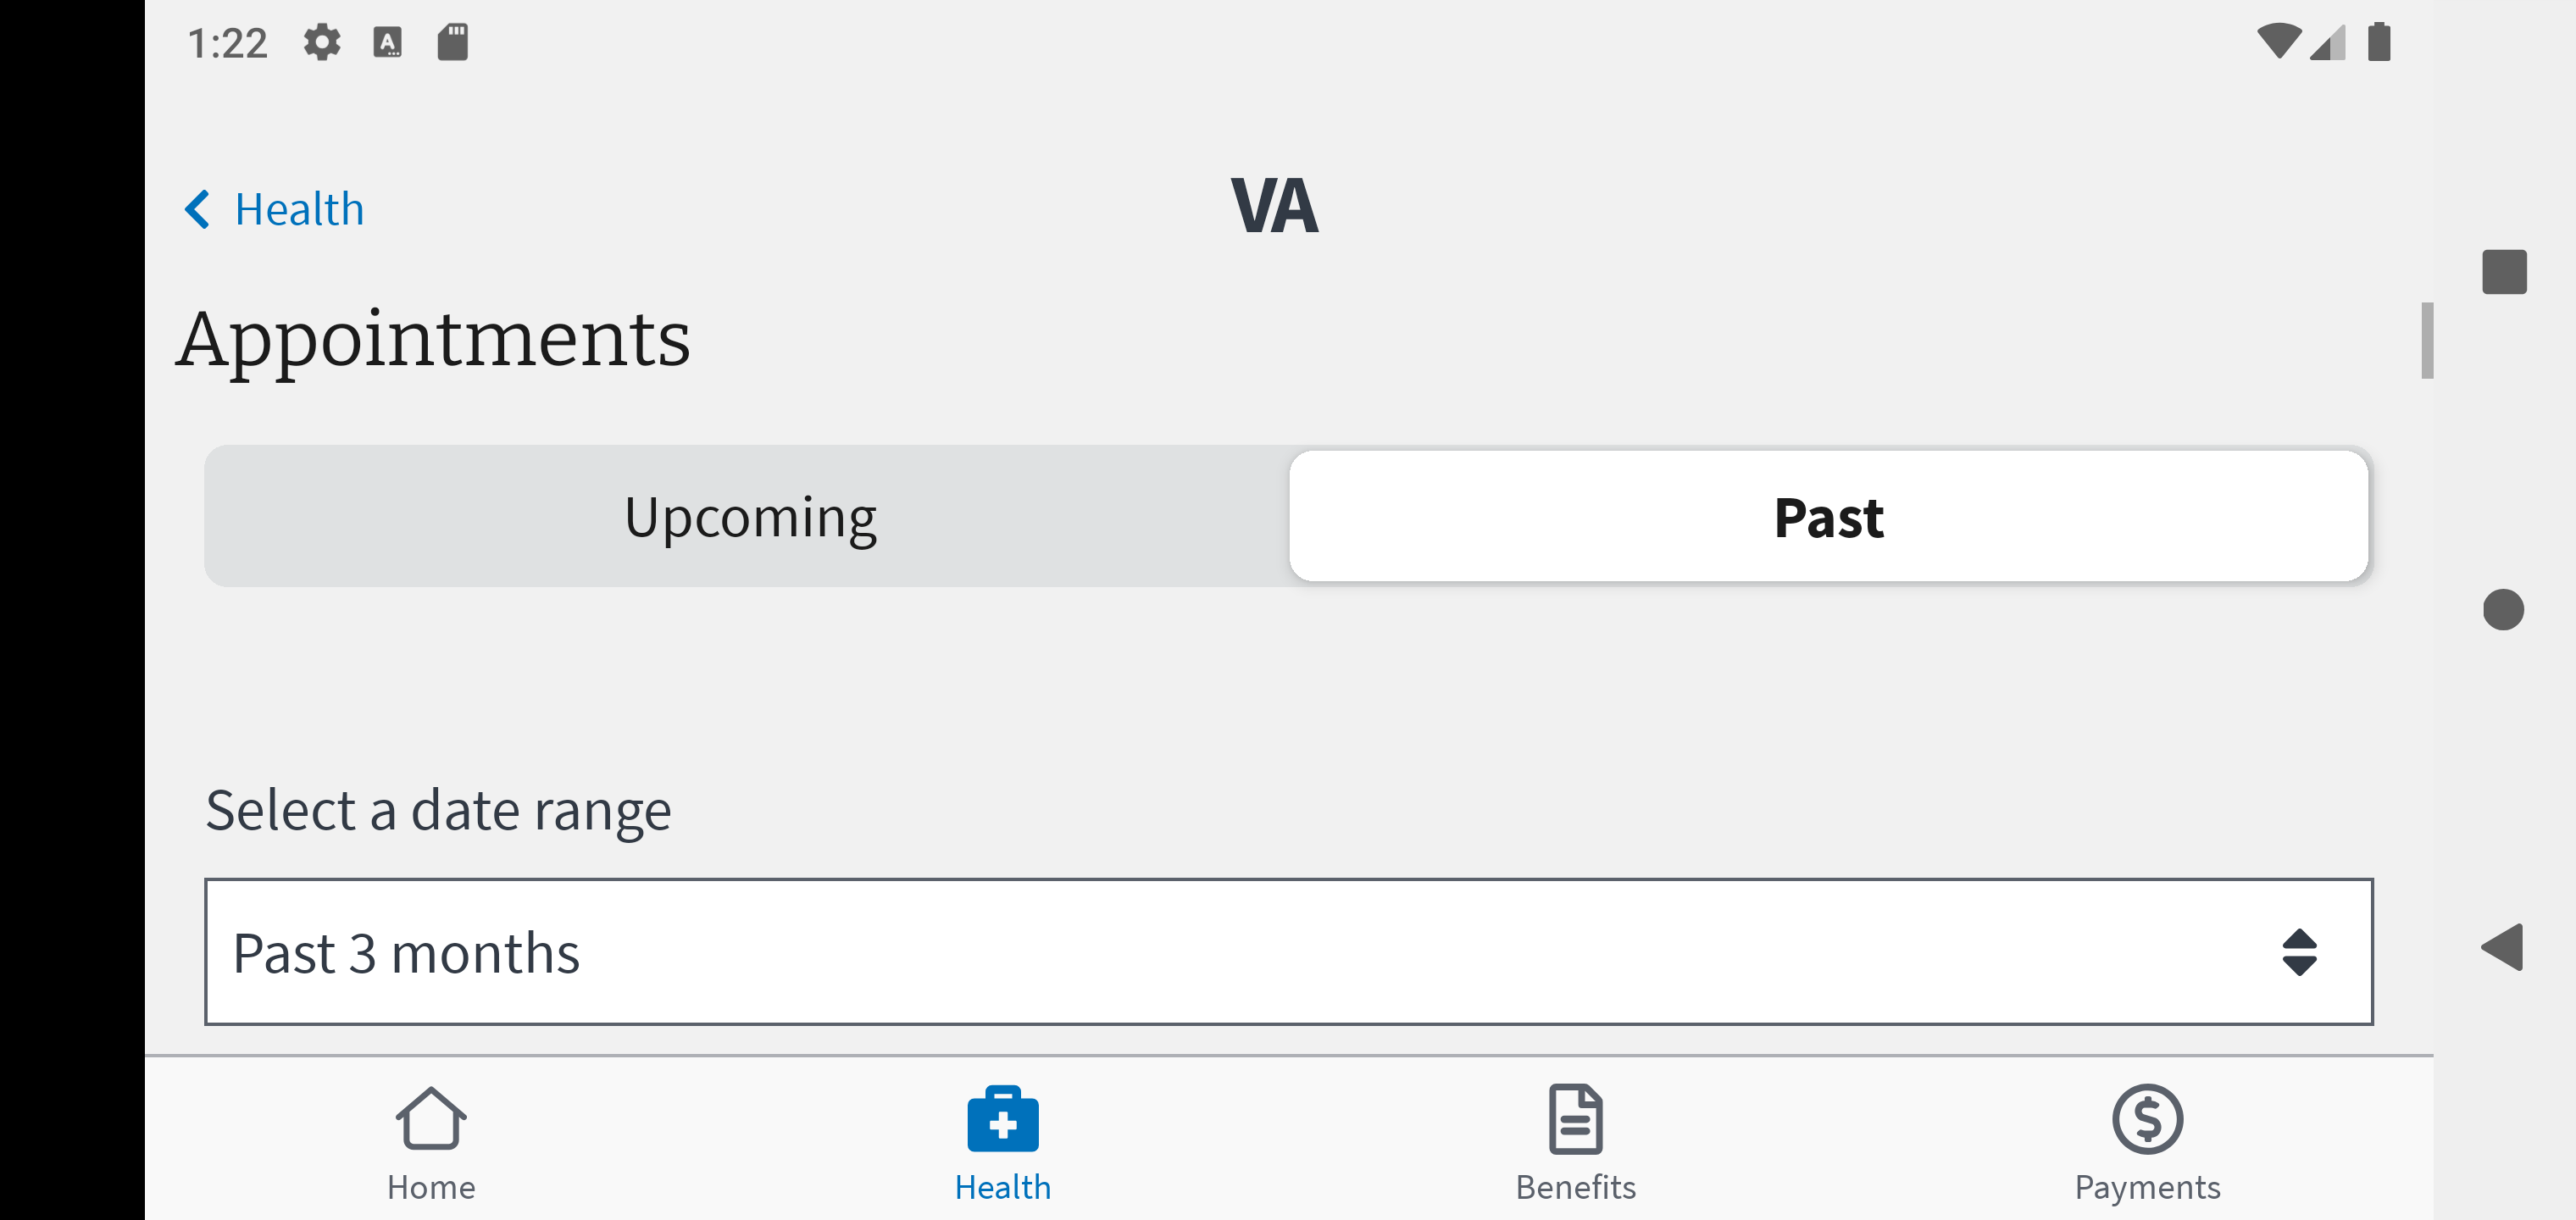 1:22
Health
VA
Appointments
Upcoming
Past
Select a date range
Past 3 months
Home
Health
Benefits
Payments